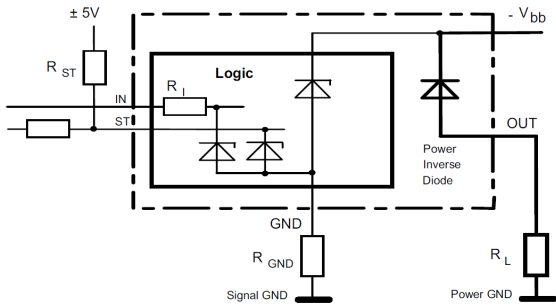 ± 5V
- V bb
R ST
Logic
IN
R I
ST
OUT
Power
Inverse
Diode
GND
R GND
R L
Signal GND
Power GND